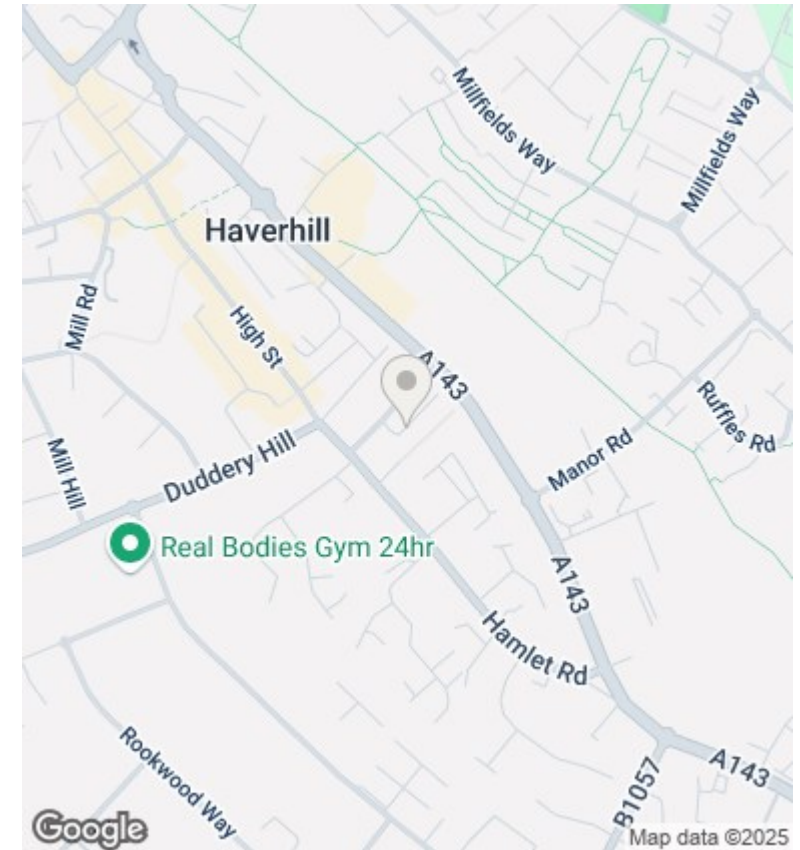 Millfields Way
Millfields Way
Haverhill
Mill Rd
High St
A143
Ruffles Rd
Manor Rd
Mill Hill
Duddery Hill
Real Bodies Gym 24hr
A143
Hamlet Rd
Rookwood Way
A143
B1057
Google
Map data ©2025